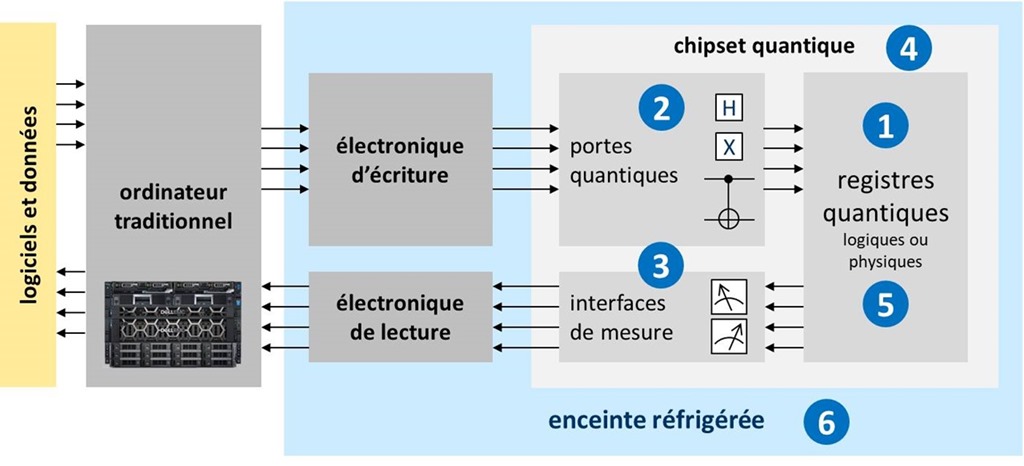 logiciels et données
ordinateur
traditionnel
DELL
DELL
électronique
d’écriture
électronique
de lecture
chipset quantique
4
2
portes
quantiques
H
X
1
registres
quantiques
logiques ou
physiques
5
3
interfaces
de mesure
enceinte réfrigérée
6